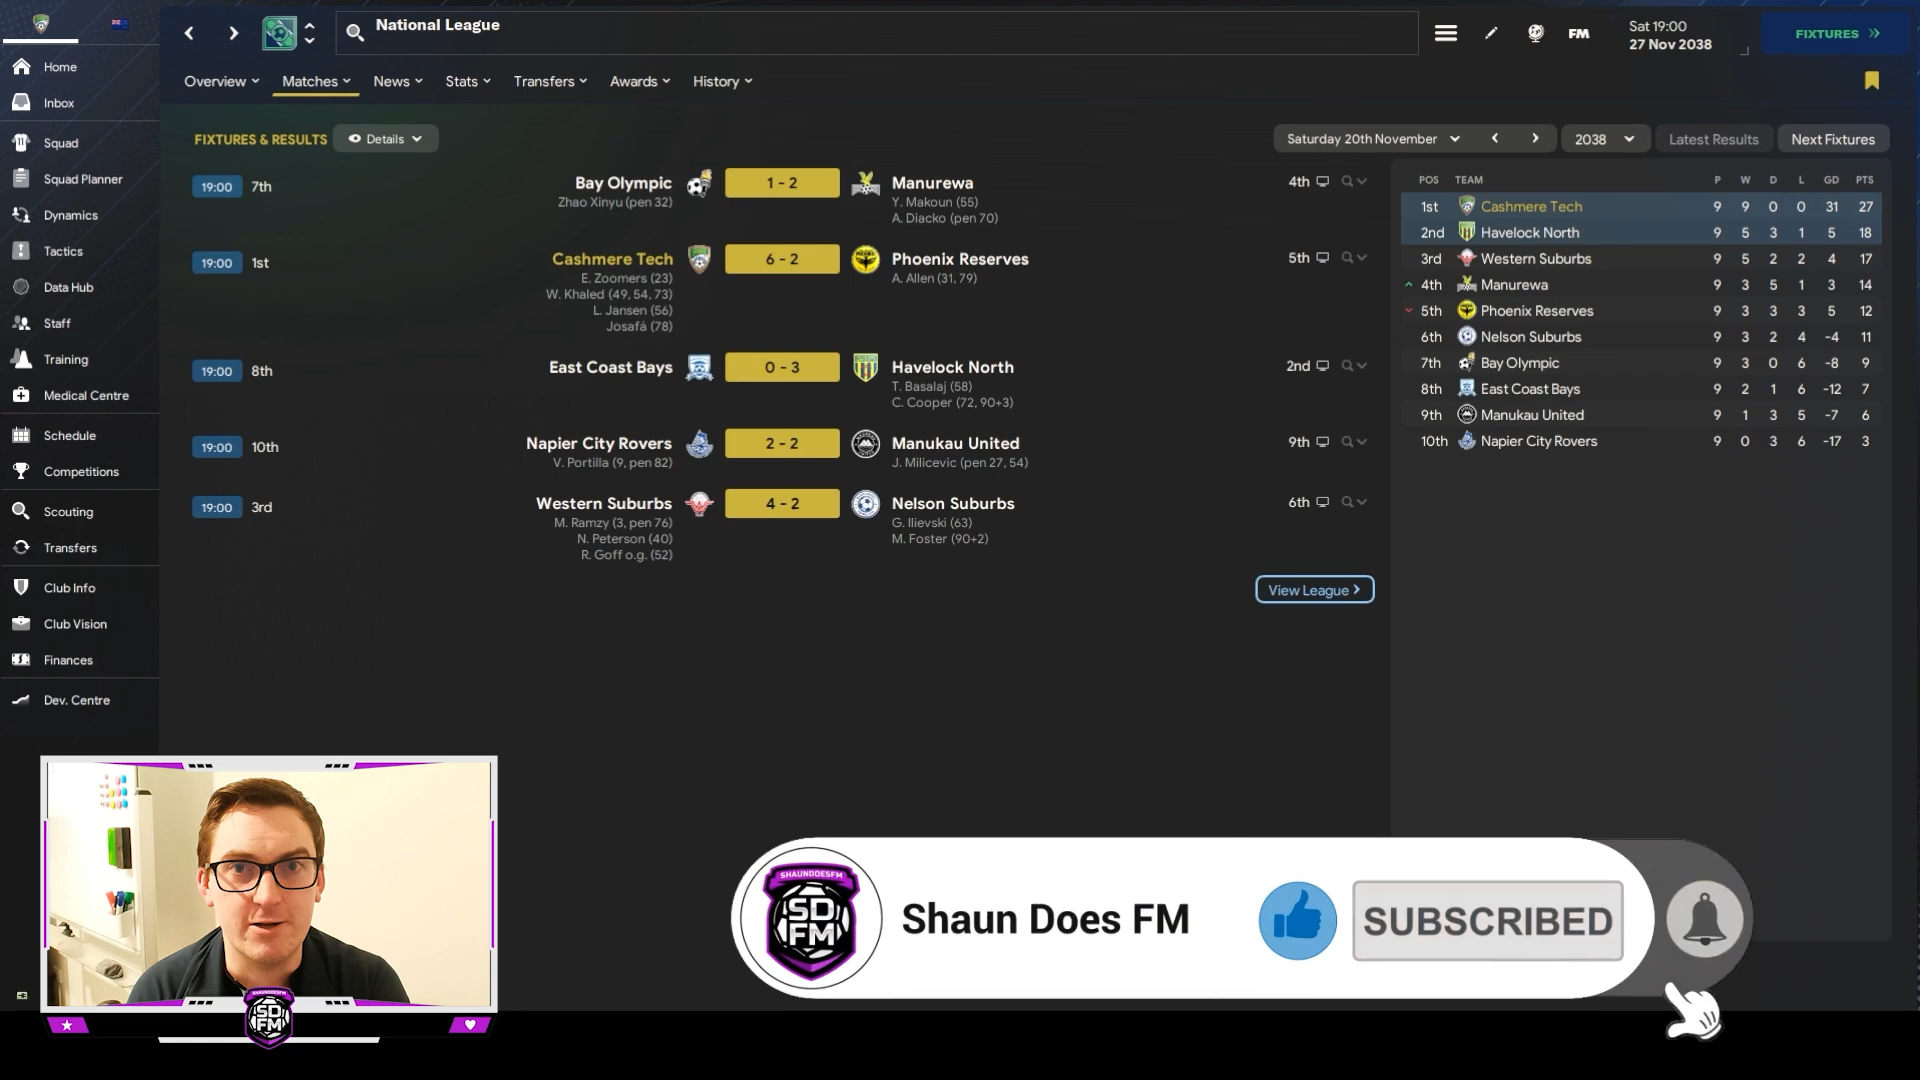 National League
Sat 19:00
27 Nov 2038
FIXTURES
FM
Home
Inbox
Squad
Squad Planner
Dynamics
Tactics
Data Hub
Staff
Training
Medical Centre
Schedule
Competitions
Scouting
Transfers
Club Info
Club Vision
Finances
Dev. Centre
Overview Matches News Stats Transfers Awards History
FIXTURES & RESULTS Details
Saturday 20th November 2038 Latest Results Next Fixtures
19:00 7th Bay Olympic 1 - 2 Manurewa 4th
Zhao Xinyu (pen 32) Y. Makoun (55)
A. Diacko (pen 70)
19:00 1st Cashmere Tech 6 - 2 Phoenix Reserves 5th
E. Zoomers (23) A. Allen (31, 79)
W. Khaled (49, 54, 73)
L. Jansen (56)
Josafá (78)
19:00 8th East Coast Bays 0 - 3 Havelock North 2nd
T. Basalaj (58)
C. Cooper (72, 90+3)
19:00 10th Napier City Rovers 2 - 2 Manukau United 9th
V. Portilla (9, pen 82) J. Milicevic (pen 27, 54)
19:00 3rd Western Suburbs 4 - 2 Nelson Suburbs 6th
M. Ramzy (3, pen 76) G. Ilievski (63)
N. Peterson (40) M. Foster (90+2)
R. Goff o.g. (52)
View League
POS TEAM P W D L GD PTS
1st Cashmere Tech 9 9 0 0 31 27
2nd Havelock North 9 5 3 1 5 18
3rd Western Suburbs 9 5 2 2 4 17
4th Manurewa 9 3 5 1 3 14
5th Phoenix Reserves 9 3 3 3 5 12
6th Nelson Suburbs 9 3 2 4 -4 11
7th Bay Olympic 9 3 0 6 -8 9
8th East Coast Bays 9 2 1 6 -12 7
9th Manukau United 9 1 3 5 -7 6
10th Napier City Rovers 9 0 3 6 -17 3
SHAUNDOESFM
SD
FM
Shaun Does FM
SUBSCRIBED
SHAUNDOESFM
SD
FM